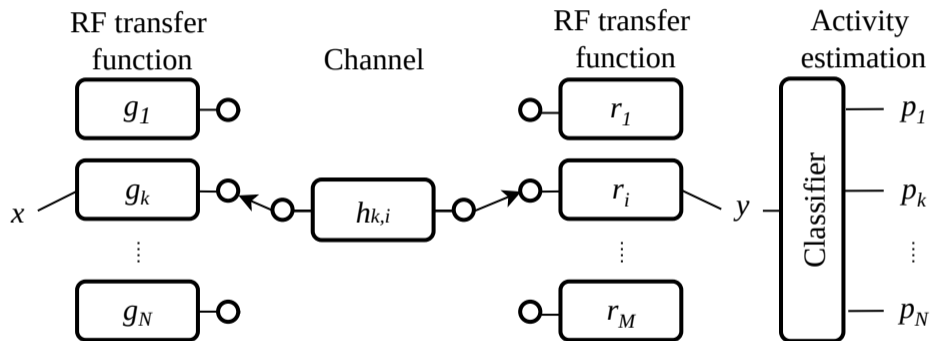 RF transfer
function
Channel
RF transfer
function
Activity
estimation
g1
r1
p1
x
gk
hk,i
ri
y
Classifier
pk
gN
rM
pN